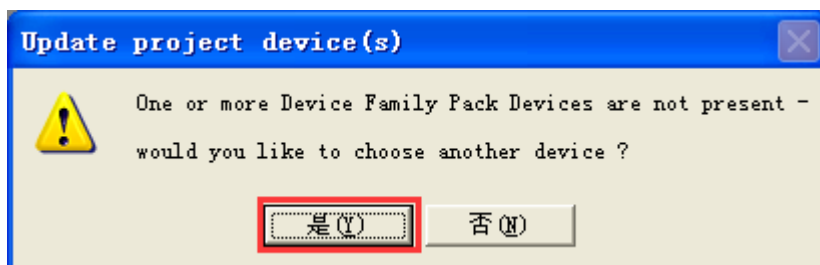 Update project device(s)
One or more Device Family Pack Devices are not present -
would you like to choose another device ?
是(Y) 否(N)